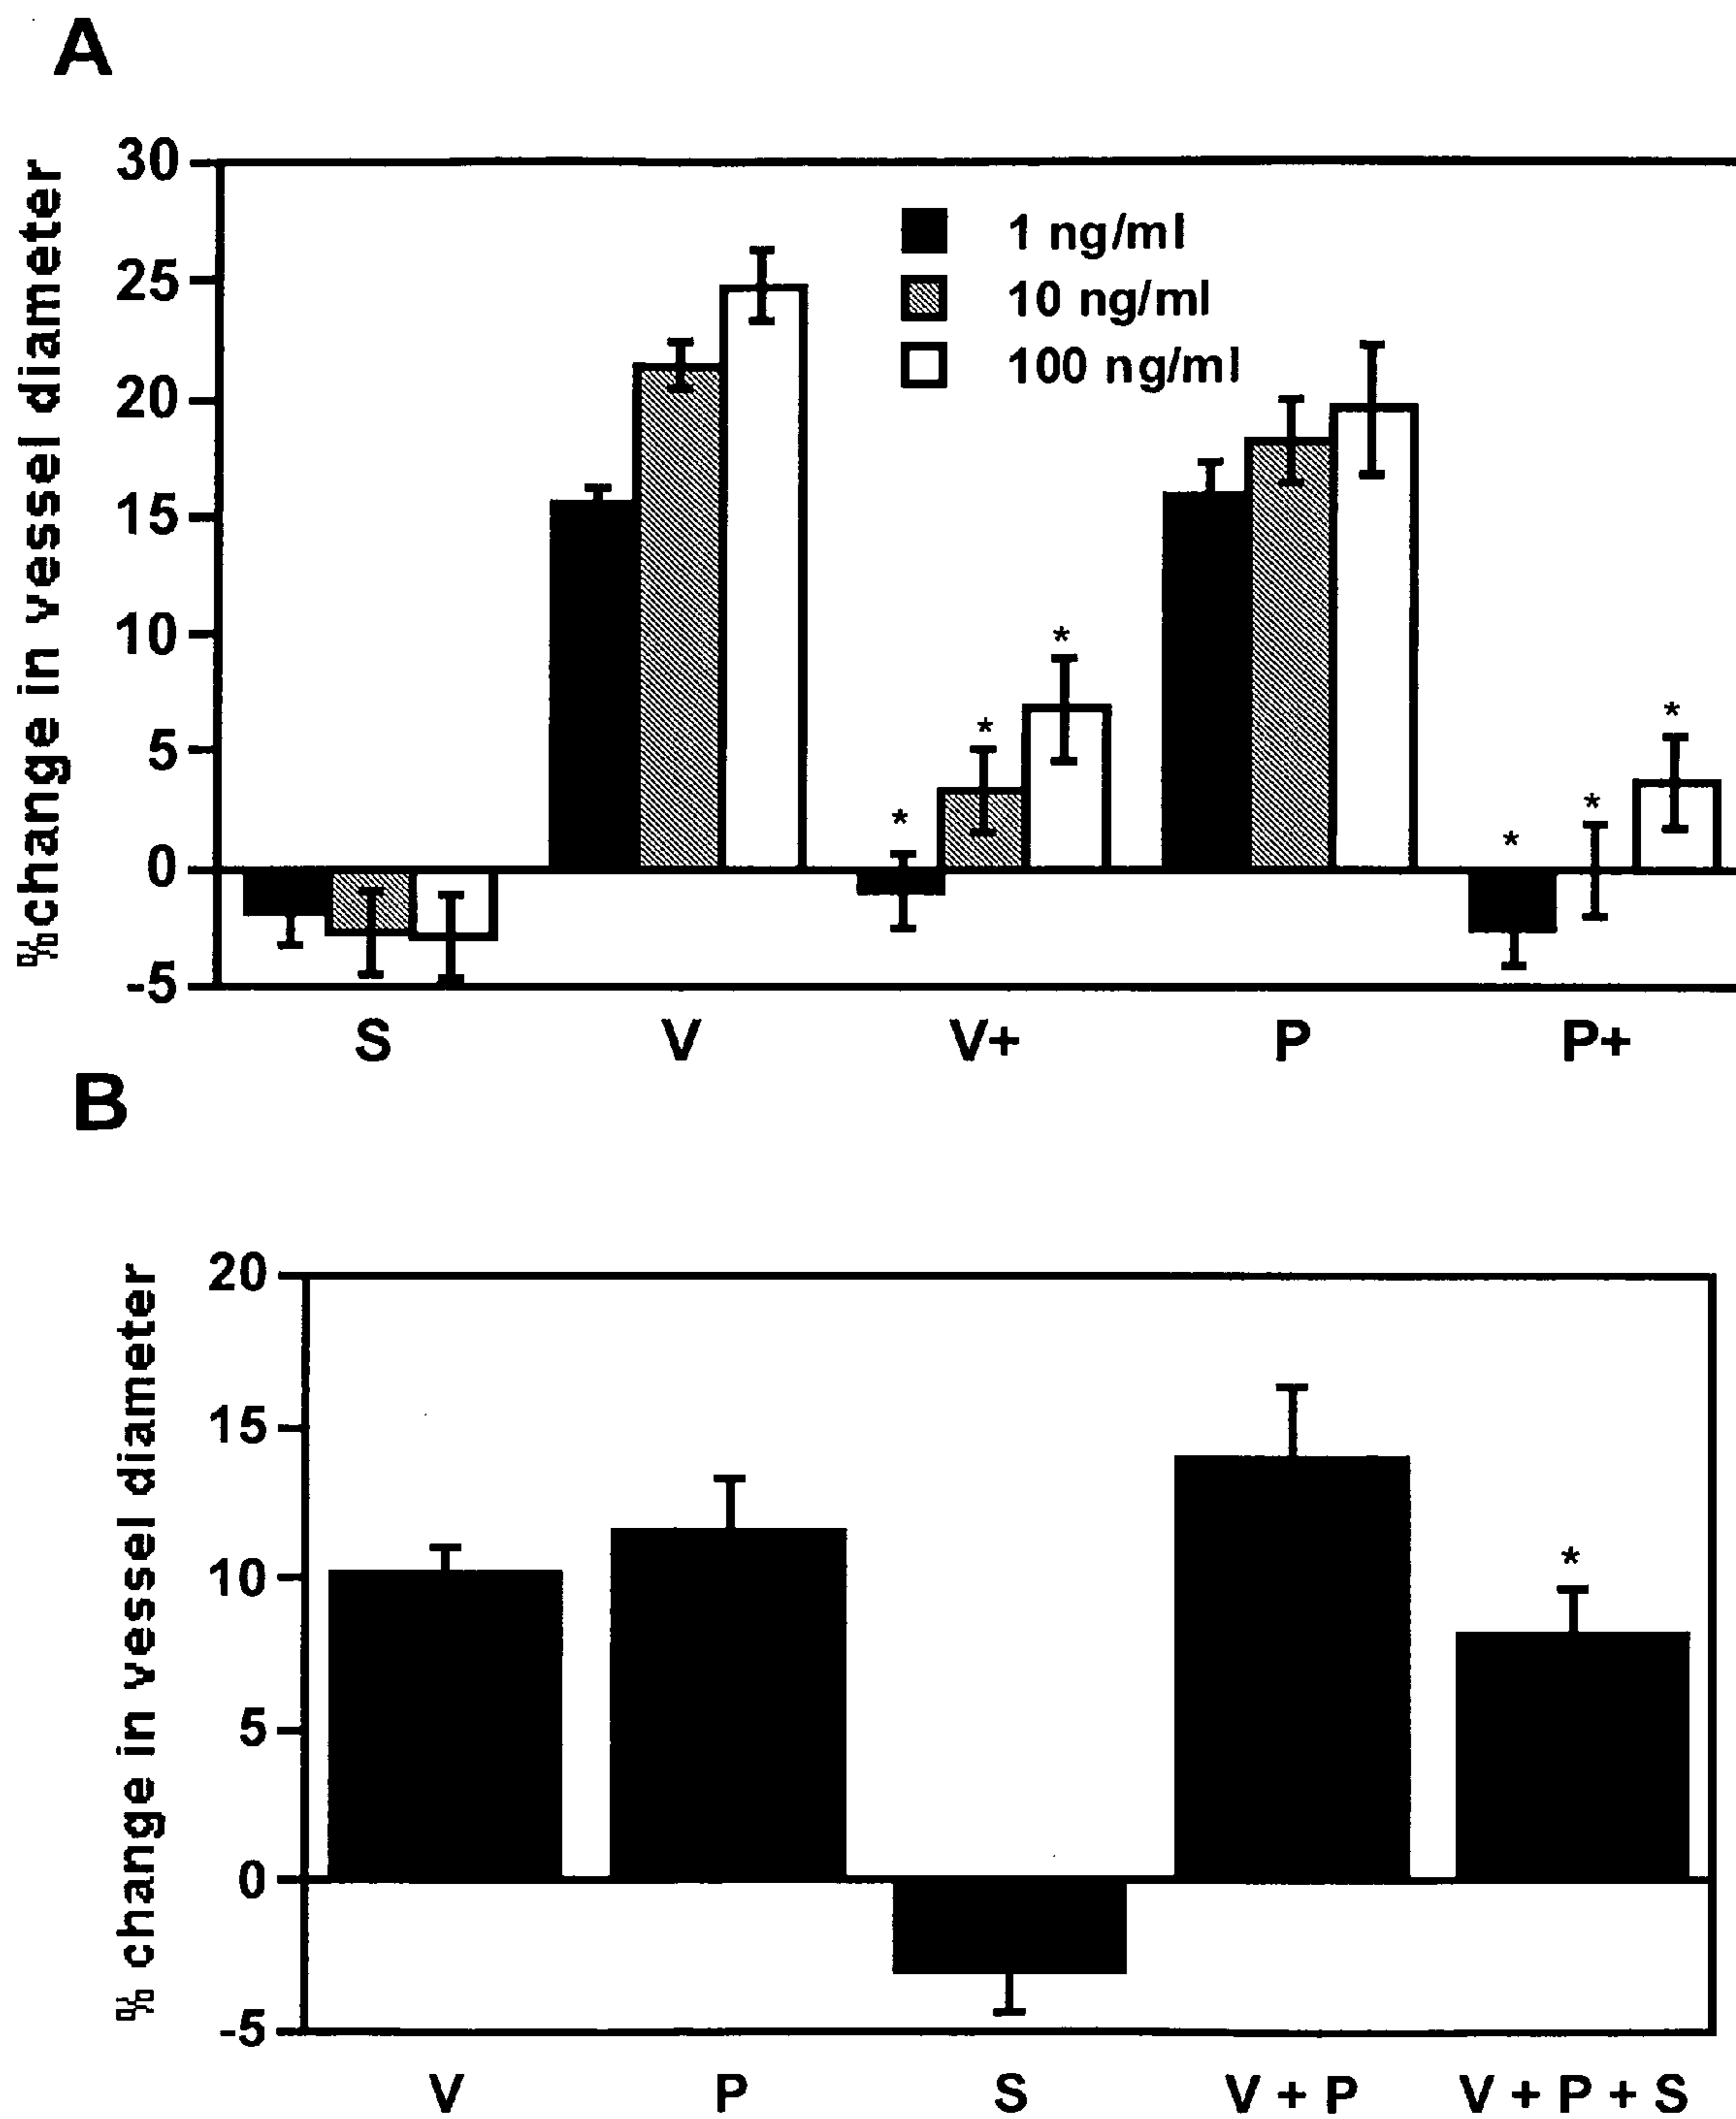 A
%change in vessel diameter
30
25
20
15
10
5
0
-5
1 ng/ml
10 ng/ml
100 ng/ml
*
*
*
*
*
*
S V V+ P P+
B
% change in vessel diameter
20
15
10
5
0
-5
*
V P S V + P V + P + S